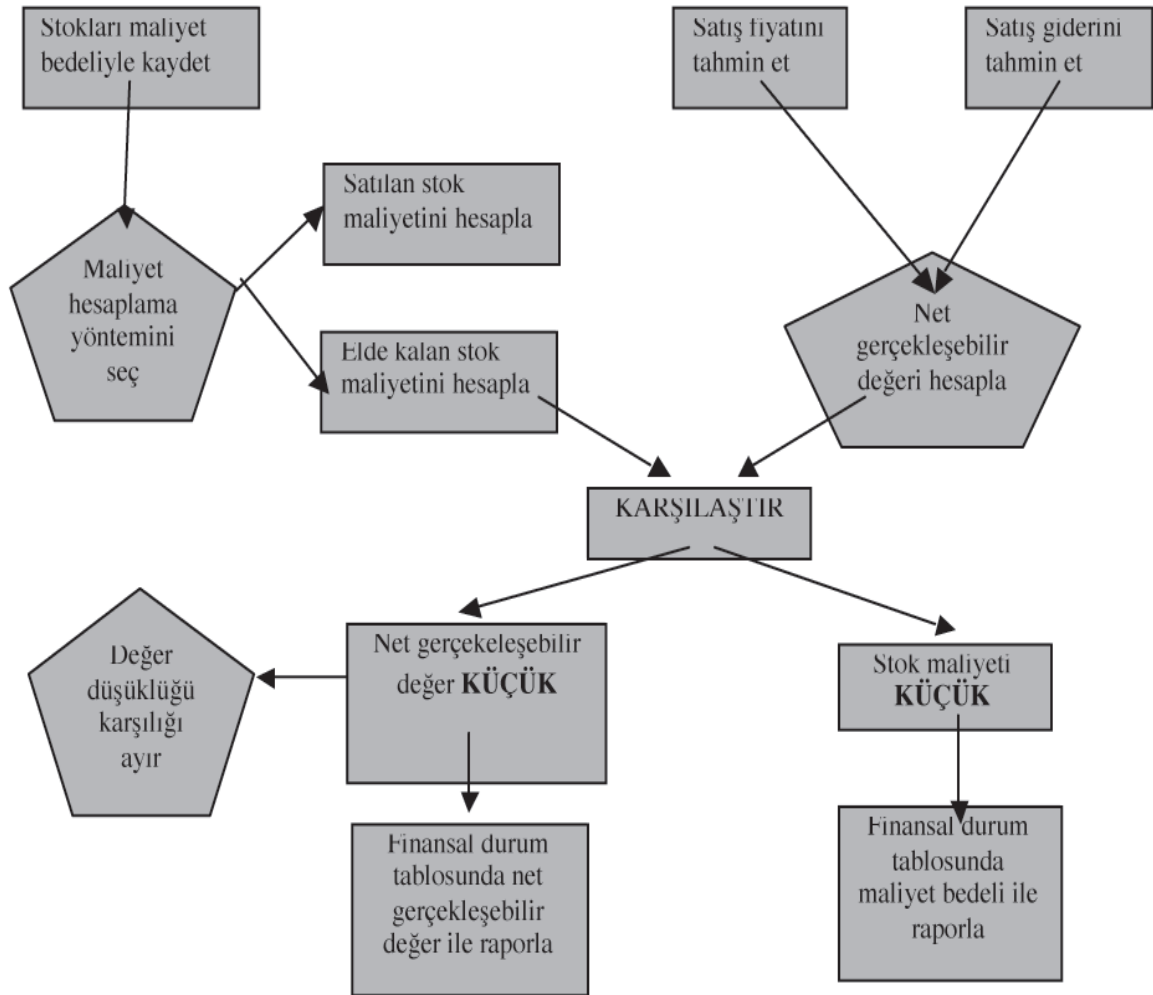 Stokları maliyet
bedeliyle kaydet
Satış fiyatını
tahmin et
Satış giderini
tahmin et
Satılan stok
maliyetini hesapla
Maliyet
hesaplama
yöntemini
seç
Elde kalan stok
maliyetini hesapla
Net
gerçekleşebilir
değeri hesapla
KARŞILAŞTIR
Değer
düşüklüğü
karşılığı
ayır
Net gerçekeleşebilir
değer KÜÇÜK
Stok maliyeti
KÜÇÜK
Finansal durum
tablosunda net
gerçekleşebilir
değer ile raporla
Finansal durum
tablosunda
maliyet bedeli ile
raporla